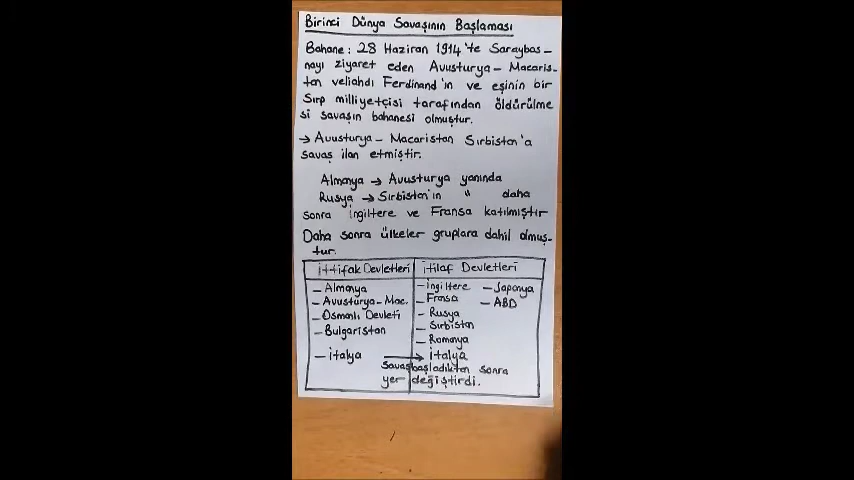 Birinci Dünya Savaşının Başlaması
Bahane: 28 Haziran 1914'te Saraybos-
nayı ziyaret eden Avusturya-Macaris-
tan veliahdı Ferdinand'ın ve eşinin bir
Sırp milliyetçisi tarafından öldürülme
si savaşın bahanesi olmuştur.
→ Avusturya-Macaristan Sırbistan'a
savaş ilan etmiştir.
Almanya → Avusturya yanında
Rusya → Sırbistan'ın " daha
sonra İngiltere ve Fransa katılmıştır
Daha sonra ülkeler gruplara dahil olmuş-
tur.
İttifak Devletleri
- Almanya
- Avusturya-Mac.
- Osmanlı Devleti
- Bulgaristan
- İtalya →
İtilaf Devletleri
- İngiltere - Japonya
- Fransa - ABD
- Rusya
- Sırbistan
- Romanya
İtalya
Savaş başladıktan sonra
yer değiştirdi.